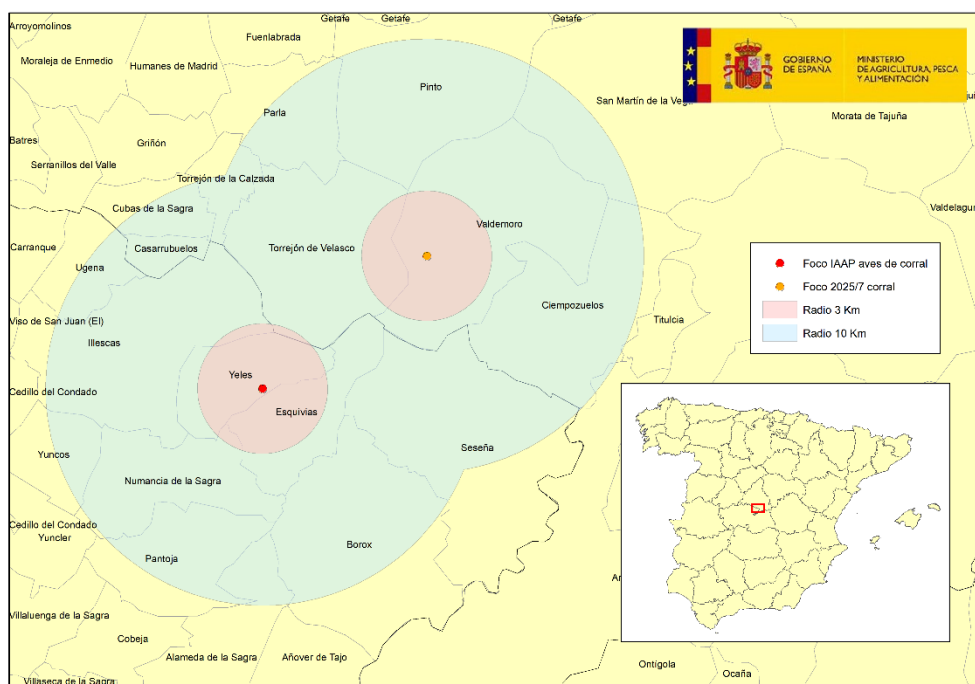 Getafe
Getafe
Getafe
Arroyomolinos
Fuenlabrada
Moraleja de Enmedio
Humanes de Madrid
GOBIERNO
DE ESPAÑA
MINISTERIO
DE AGRICULTURA, PESCA
Y ALIMENTACIÓN
Pinto
San Martín de la Vega
Parla
Morata de Tajuña
Batres
Griñón
Serranillos del Valle
Torrejón de la Calzada
Cubas de la Sagra
Valdemoro
Carranque
Casarrubuelos
Torrejón de Velasco
Ugena
Foco IAAP aves de corral
Foco 2025/7 corral
Radio 3 Km
Radio 10 Km
Ciempozuelos
Viso de San Juan (El)
Titulcia
Illescas
Yeles
Cedillo del Condado
Esquivias
Seseña
Yuncos
Numancia de la Sagra
Cedillo del Condado
Yuncler
Borox
Pantoja
Villaluenga de la Sagra
Cobeja
Alameda de la Sagra
Añover de Tajo
Ontígola
Ocaña
Villaseca de la Sagra